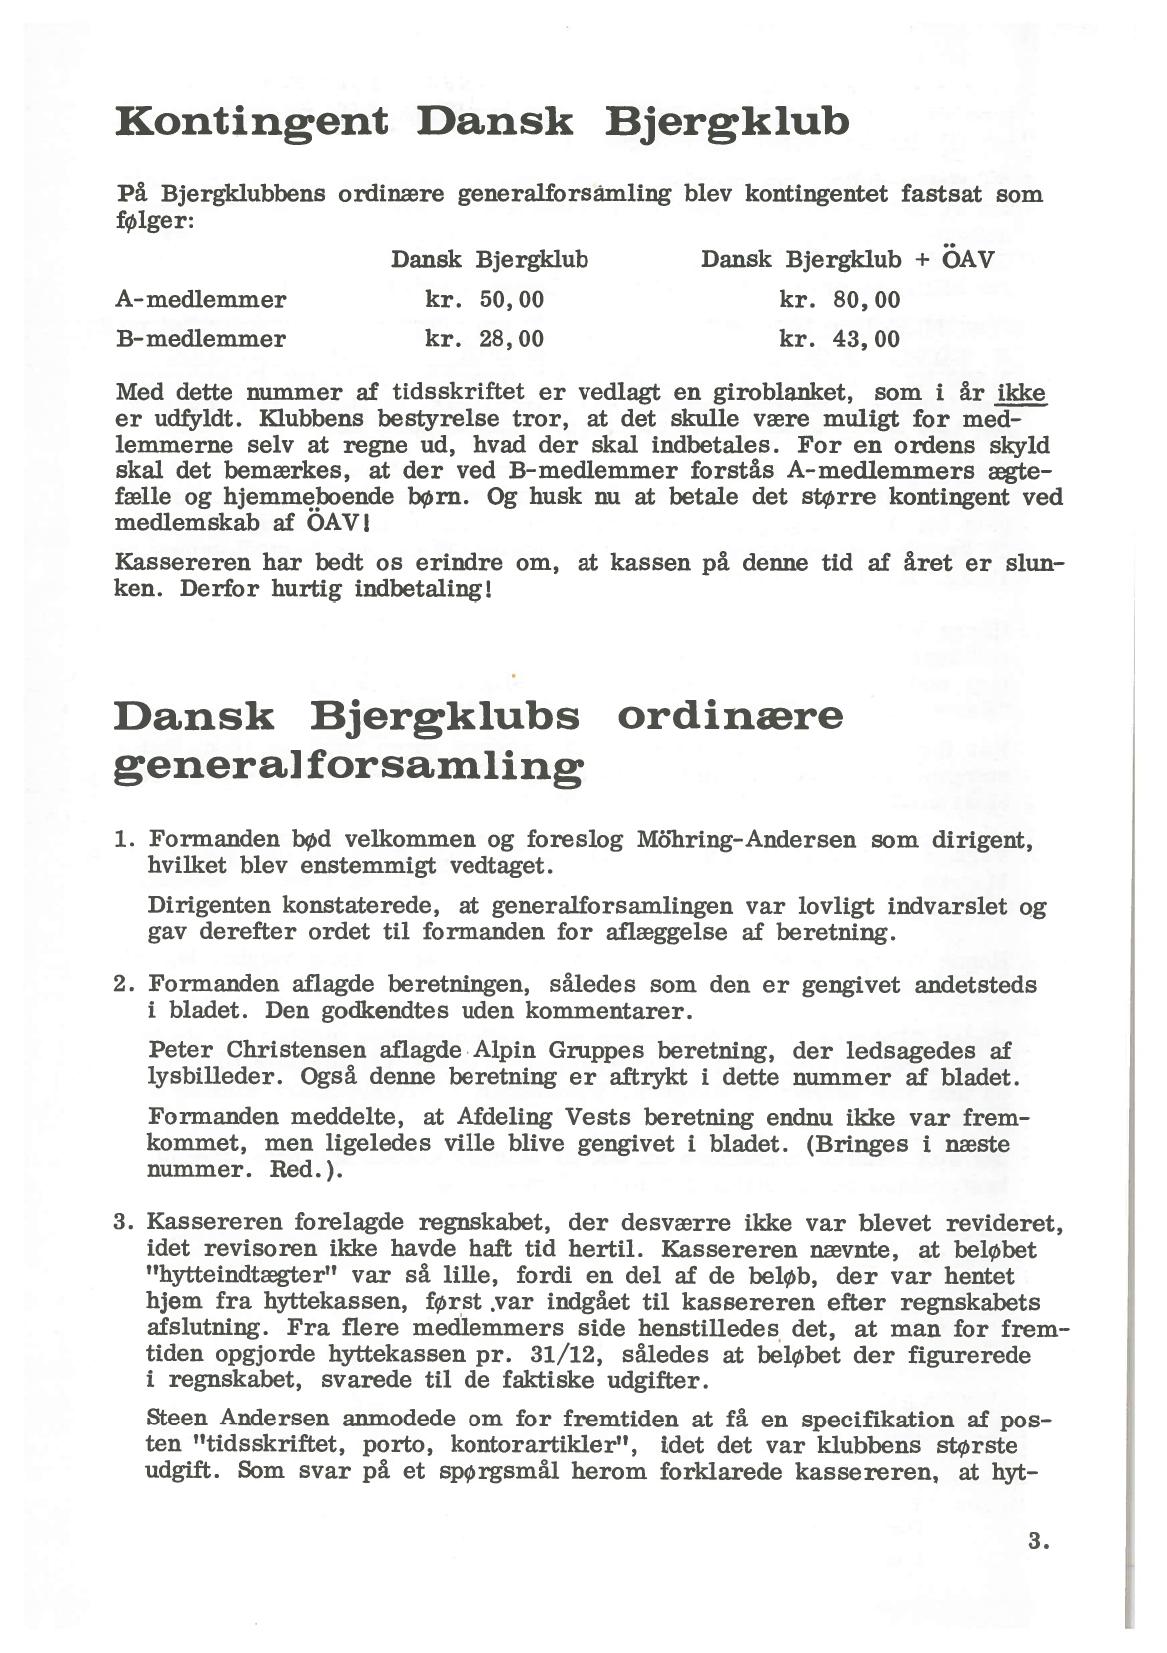 Kontingent Dansk Bjergklub
På Bjergklubbens ordinære generalforsamling blev kontingentet fastsat som
følger:
Dansk Bjergklub Dansk Bjergklub + ÖAV
A-medlemmer kr. 50,00 kr. 80,00
B-medlemmer kr. 28,00 kr. 43,00
Med dette nummer af tidsskriftet er vedlagt en giroblanket, som i år ikke
er udfyldt. Klubbens bestyrelse tror, at det skulle være muligt for med-
lemmerne selv at regne ud, hvad der skal indbetales. For en ordens skyld
skal det bemærkes, at der ved B-medlemmer forstås A-medlemmers ægte-
fælle og hjemmeboende børn. Og husk nu at betale det større kontingent ved
medlemskab af ÖAV!
Kassereren har bedt os erindre om, at kassen på denne tid af året er slun-
ken. Derfor hurtig indbetaling!
Dansk Bjergklubs ordinære
generalforsamling
1. Formanden bød velkommen og foreslog Möhring-Andersen som dirigent,
hvilket blev enstemmigt vedtaget.
Dirigenten konstaterede, at generalforsamlingen var lovligt indvarslet og
gav derefter ordet til formanden for aflæggelse af beretning.
2. Formanden aflagde beretningen, således som den er gengivet andetsteds
i bladet. Den godkendtes uden kommentarer.
Peter Christensen aflagde Alpin Gruppes beretning, der ledsagedes af
lysbilleder. Også denne beretning er aftrykt i dette nummer af bladet.
Formanden meddelte, at Afdeling Vests beretning endnu ikke var frem-
kommet, men ligeledes ville blive gengivet i bladet. (Bringes i næste
nummer. Red.).
3. Kassereren forelagde regnskabet, der desværre ikke var blevet revideret,
idet revisoren ikke havde haft tid hertil. Kassereren nævnte, at beløbet
"hytteindtægter" var så lille, fordi en del af de beløb, der var hentet
hjem fra hyttekassen, først .var indgået til kassereren efter regnskabets
afslutning. Fra flere medlemmers side henstilledes det, at man for frem-
tiden opgjorde hyttekassen pr. 31/12, således at beløbet der figurerede
i regnskabet, svarede til de faktiske udgifter.
Steen Andersen anmodede om for fremtiden at få en specifikation af pos-
ten "tidsskriftet, porto, kontorartikler", idet det var klubbens største
udgift. Som svar på et spørgsmål herom forklarede kassereren, at hyt-
3.